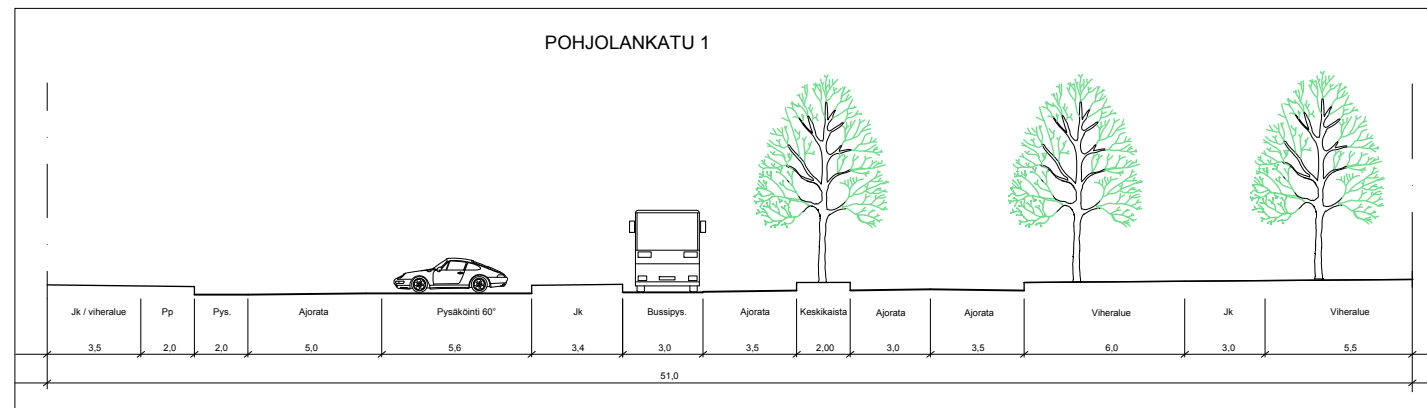 POHJOLANKATU 1
Jk / viheralue Pp Pys. Ajorata Pysäköinti 60° Jk Bussipys. Ajorata Keskikaista Ajorata Ajorata Viheralue Jk Viheralue
3,5 2,0 2,0 5,0 5,6 3,4 3,0 3,5 2,00 3,0 3,5 6,0 3,0 5,5
51,0